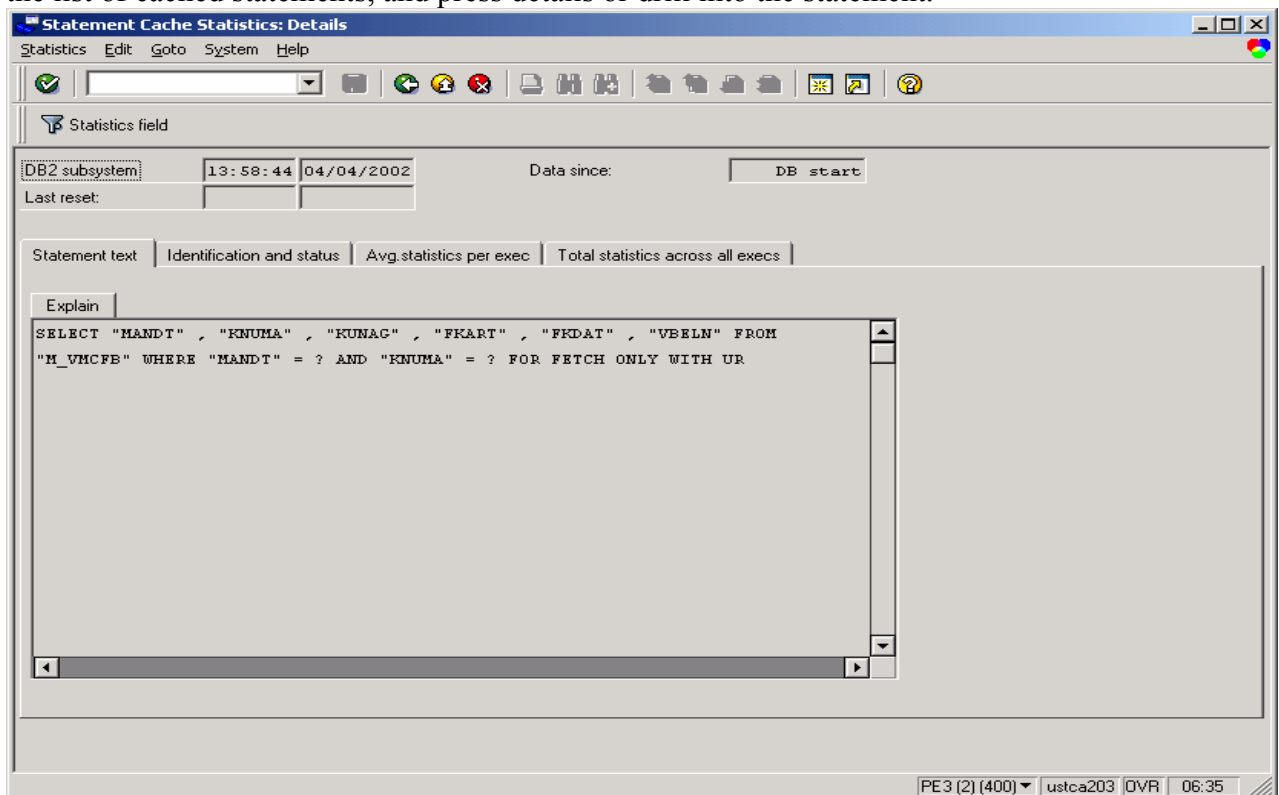 the list of cached statements, and press details or drill into the statement.
Statement Cache Statistics: Details
Statistics Edit Goto System Help
Statistics field
DB2 subsystem 13:58:44 04/04/2002 Data since: DB start
Last reset:
Statement text Identification and status Avg.statistics per exec Total statistics across all execs
Explain
SELECT "MANDT" , "KNUMA" , "KUNAG" , "FKART" , "FKDAT" , "VBELN" FROM
"M_VMCFB" WHERE "MANDT" = ? AND "KNUMA" = ? FOR FETCH ONLY WITH UR
PE3 (2) (400) ustca203 OVR 06:35